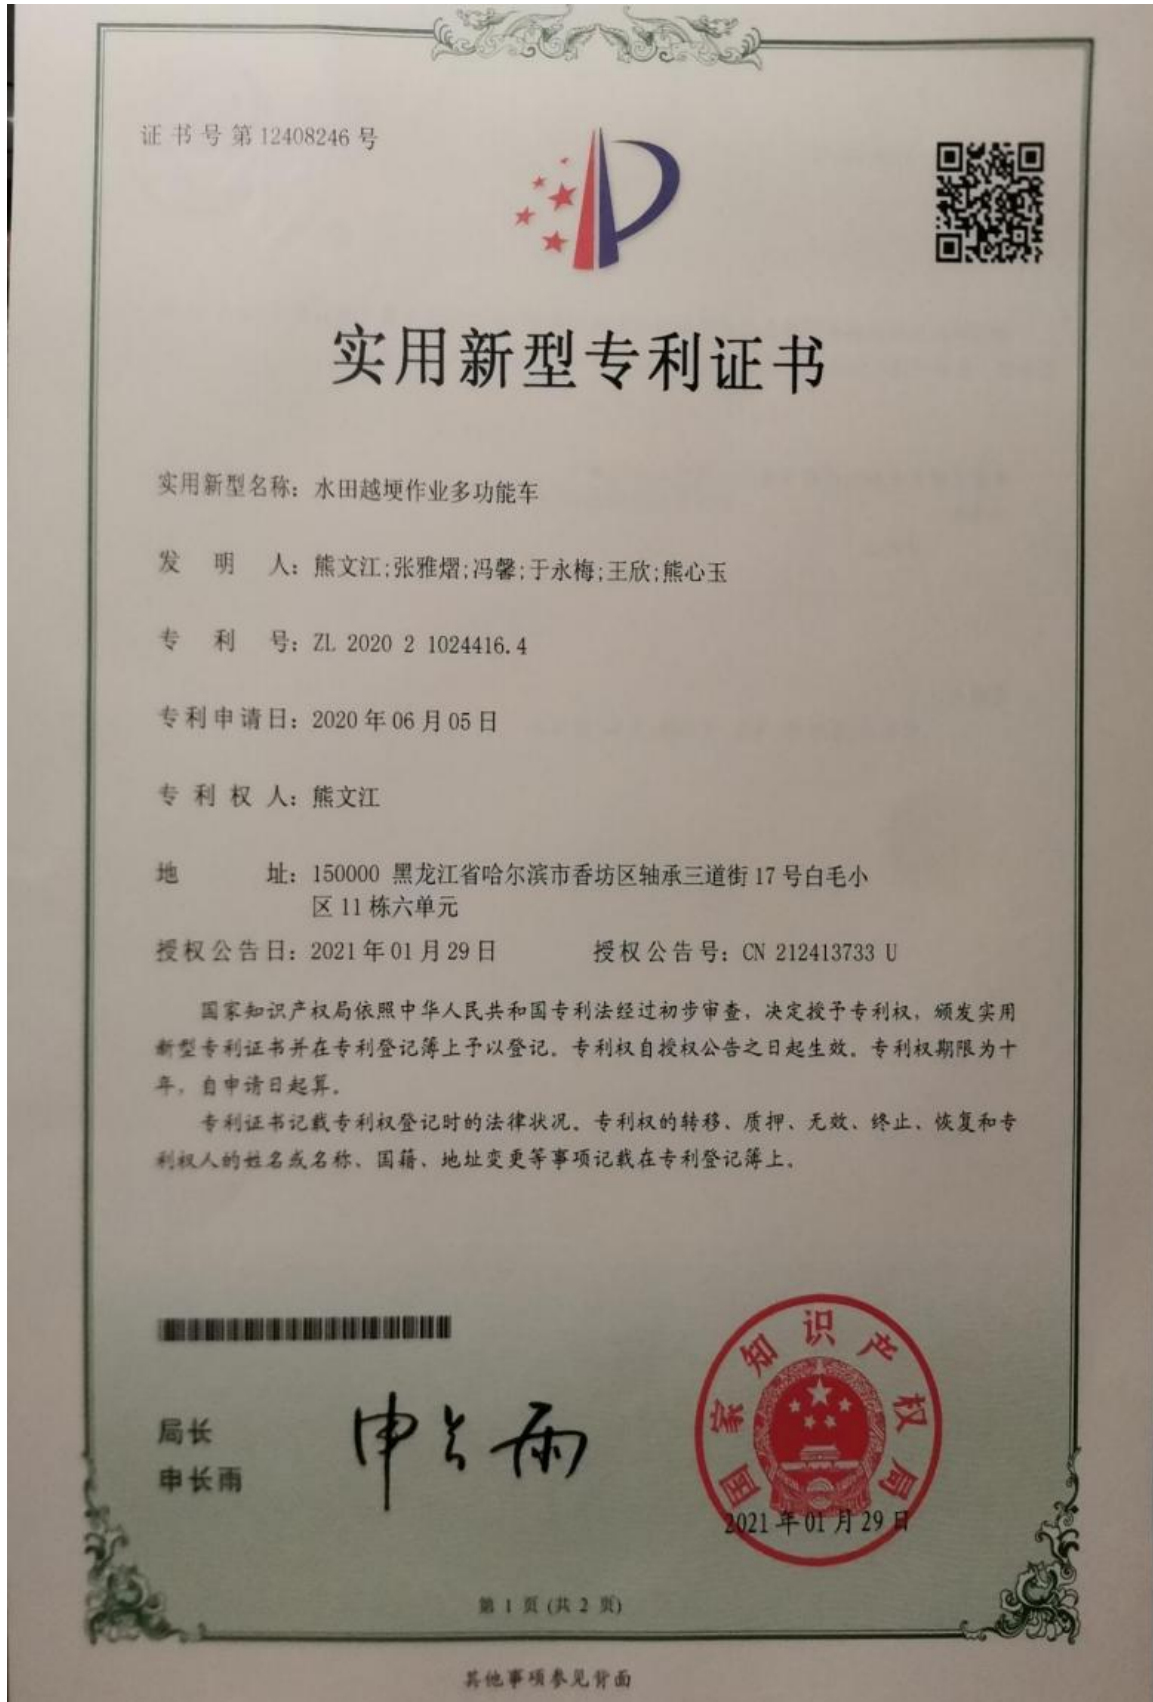 证书号第12408246号
实用新型专利证书
实用新型名称：水田越埂作业多功能车
发明人：熊文江;张雅熠;冯馨;于永梅;王欣;熊心玉
专利号：ZL 2020 2 1024416.4
专利申请日：2020年06月05日
专利权人：熊文江
地址：150000 黑龙江省哈尔滨市香坊区轴承三道街17号白毛小
区11栋六单元
授权公告日：2021年01月29日 授权公告号：CN 212413733 U
国家知识产权局依照中华人民共和国专利法经过初步审查，决定授予专利权，颁发实用
新型专利证书并在专利登记簿上予以登记。专利权自授权公告之日起生效。专利权期限为十
年，自申请日起算。
专利证书记载专利权登记时的法律状况。专利权的转移、质押、无效、终止、恢复和专
利权人的姓名或名称、国籍、地址变更等事项记载在专利登记簿上。
局长
申长雨
申长雨
国家知识产权局
2021年01月29日
第 1 页 (共 2 页)
其他事项参见背面